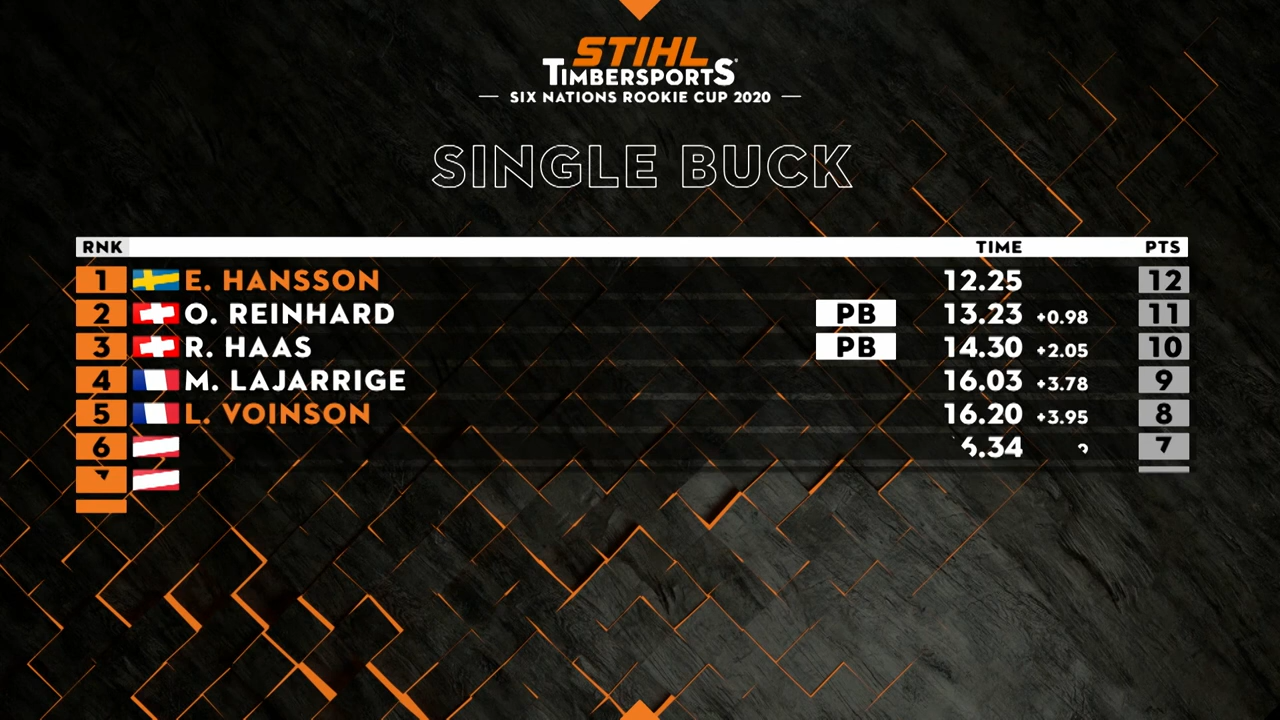 STIHL
TIMBERSPORTS
SIX NATIONS ROOKIE CUP 2020
SINGLE BUCK
RNK TIME PTS
1 E. HANSSON 12.25 12
2 O. REINHARD PB 13.23 +0.98 11
3 R. HAAS PB 14.30 +2.05 10
4 M. LAJARRIGE 16.03 +3.78 9
5 L. VOINSON 16.20 +3.95 8
6 6.34 7